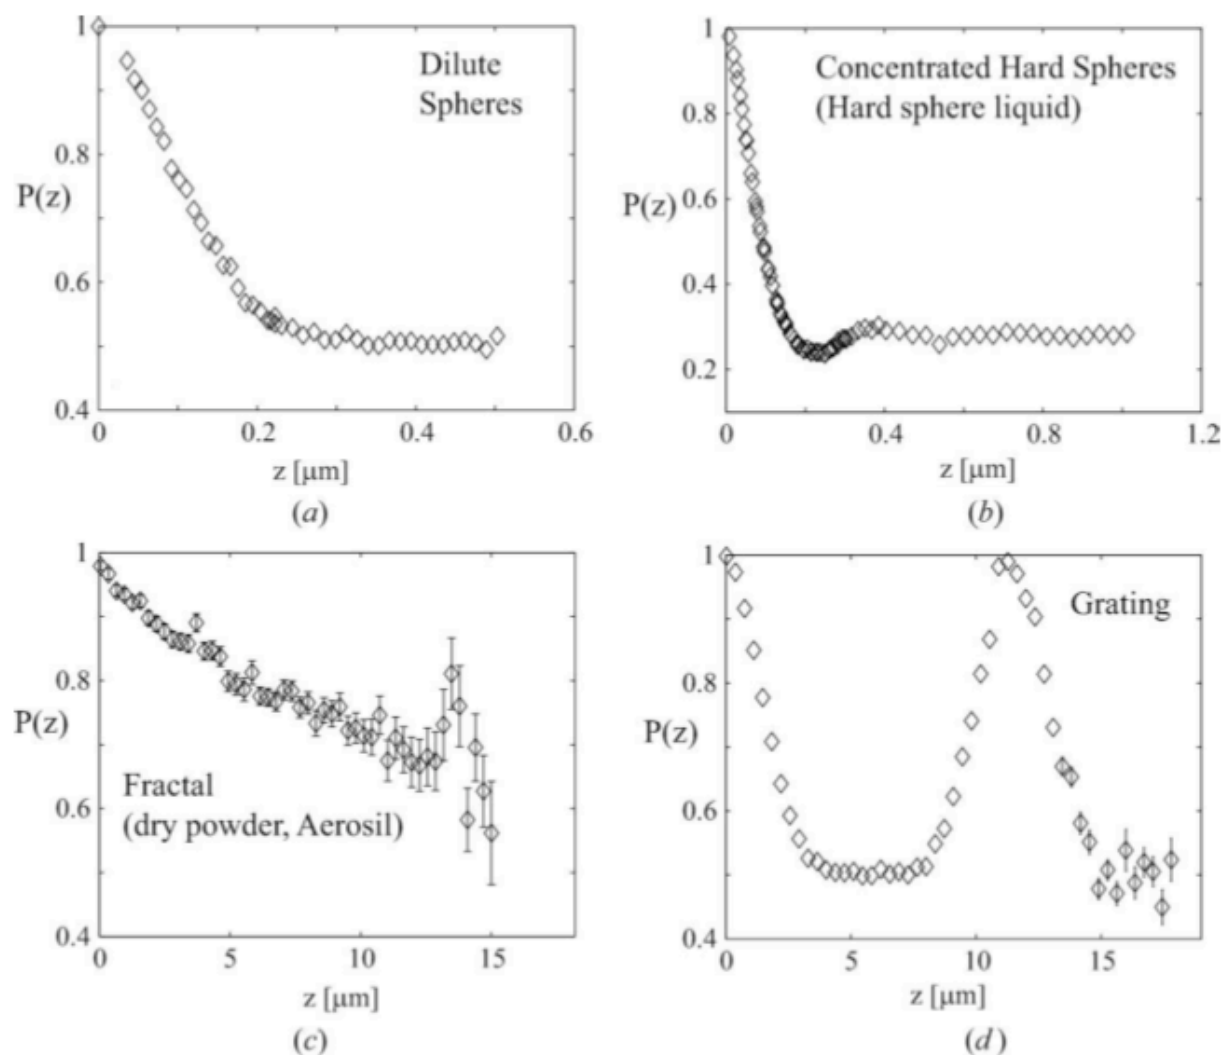 1
Dilute
Spheres
0.8
P(z)
0.6
0.4
0 0.2 0.4 0.6
z [μm]
(a)
1
Concentrated Hard Spheres
(Hard sphere liquid)
0.8
P(z)
0.6
0.4
0.2
0 0.4 0.8 1.2
z [μm]
(b)
1
0.8
P(z)
Fractal
(dry powder, Aerosil)
0.6
0.4
0 5 10 15
z [μm]
(c)
1
Grating
0.8
P(z)
0.6
0.4
0 5 10 15
z [μm]
(d)